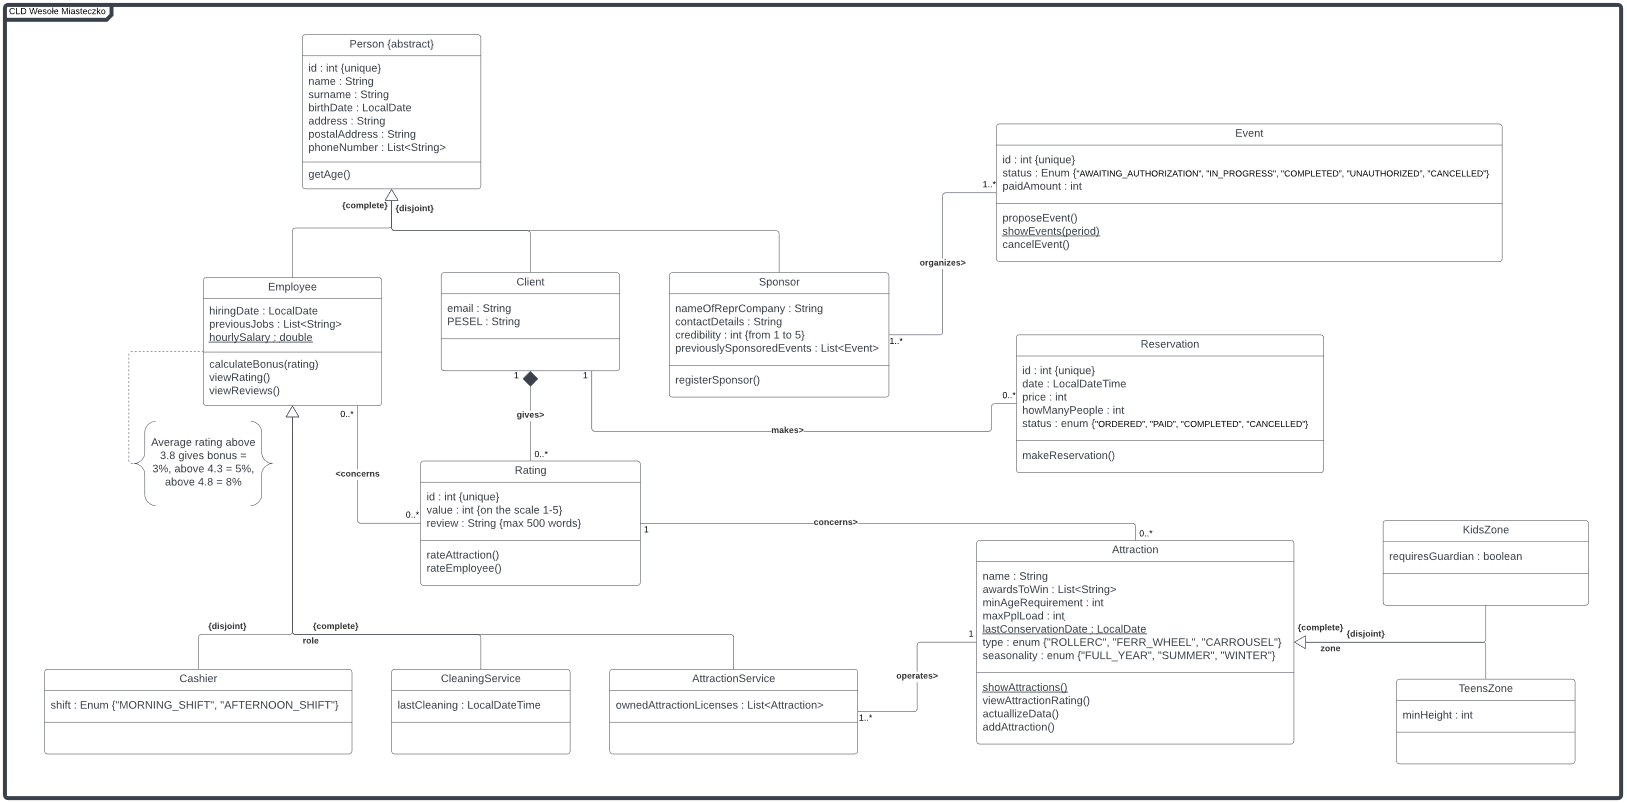 CLD Wesołe Miasteczko
Person {abstract}
id : int {unique}
name : String
surname : String
birthDate : LocalDate
address : String
postalAddress : String
phoneNumber : List<String>
getAge()
{complete}
{disjoint}
Event
id : int {unique}
status : Enum {"AWAITING_AUTHORIZATION", "IN_PROGRESS", "COMPLETED", "UNAUTHORIZED", "CANCELLED"}
paidAmount : int
proposeEvent()
showEvents(period)
cancelEvent()
1..*
organizes>
1..*
Employee
hiringDate : LocalDate
previousJobs : List<String>
hourlySalary : double
calculateBonus(rating)
viewRating()
viewReviews()
Client
email : String
PESEL : String
Sponsor
nameOfReprCompany : String
contactDetails : String
credibility : int {from 1 to 5}
previouslySponsoredEvents : List<Event>
registerSponsor()
Reservation
id : int {unique}
date : LocalDateTime
price : int
howManyPeople : int
status : enum {"ORDERED", "PAID", "COMPLETED", "CANCELLED"}
makeReservation()
1
1
0..*
gives>
makes>
0..*
0..*
<concerns
0..*
Average rating above
3.8 gives bonus =
3%, above 4.3 = 5%,
above 4.8 = 8%
Rating
id : int {unique}
value : int {on the scale 1-5}
review : String {max 500 words}
rateAttraction()
rateEmployee()
1
concerns>
0..*
Attraction
name : String
awardsToWin : List<String>
minAgeRequirement : int
maxPplLoad : int
lastConservationDate : LocalDate
type : enum {"ROLLERC", "FERR_WHEEL", "CARROUSEL"}
seasonality : enum {"FULL_YEAR", "SUMMER", "WINTER"}
showAttractions()
viewAttractionRating()
actuallizeData()
addAttraction()
KidsZone
requiresGuardian : boolean
{complete}
{disjoint}
zone
TeensZone
minHeight : int
{disjoint}
{complete}
role
Cashier
shift : Enum {"MORNING_SHIFT", "AFTERNOON_SHIFT"}
CleaningService
lastCleaning : LocalDateTime
AttractionService
ownedAttractionLicenses : List<Attraction>
1
operates>
1..*